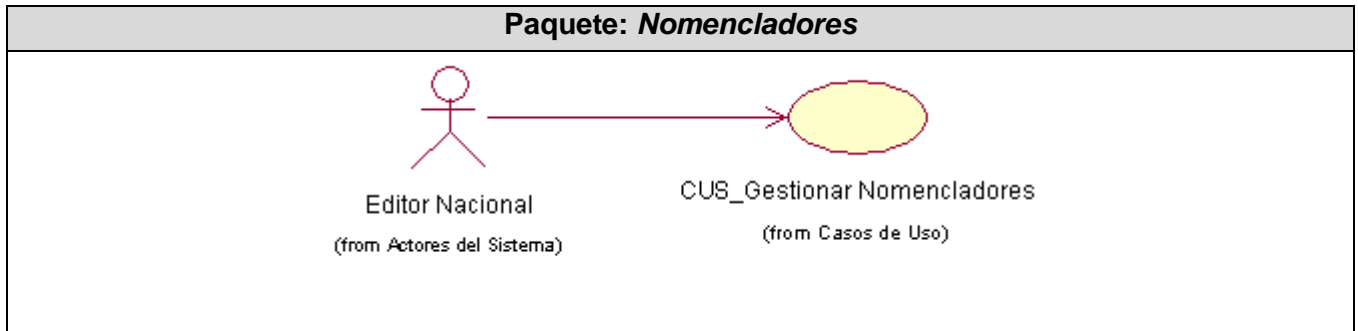 Paquete: Nomencladores
Editor Nacional
(from Actores del Sistema)
CUS_Gestionar Nomencladores
(from Casos de Uso)